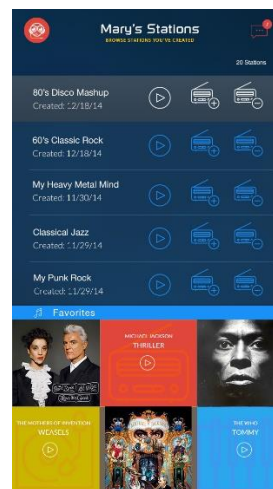 Mary's Stations
BROWSE STATIONS YOU'VE CREATED
20 Stations
80's Disco Mashup
Created: 12/18/14
60's Classic Rock
Created: 12/18/14
My Heavy Metal Mind
Created: 11/30/14
Classical Jazz
Created: 11/29/14
My Punk Rock
Created: 11/29/14
Favorites
MICHAEL JACKSON
THRILLER
THE MOTHERS OF INVENTION
WEASELS
THE WHO
TOMMY